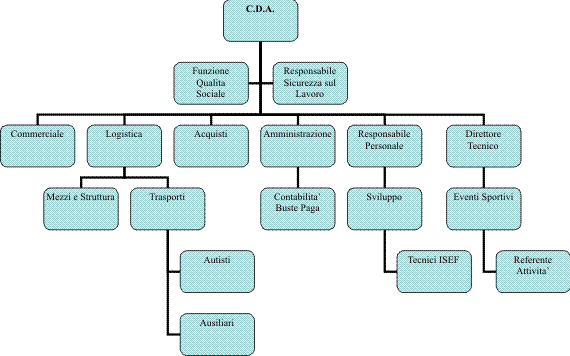 C.D.A.
Funzione
Qualita
Sociale
Responsabile
Sicurezza sul
Lavoro
Commerciale
Logistica
Acquisti
Amministrazione
Responsabile
Personale
Direttore
Tecnico
Mezzi e Struttura
Trasporti
Contabilita'
Buste Paga
Sviluppo
Eventi Sportivi
Autisti
Tecnici ISEF
Referente
Attivita'
Ausiliari